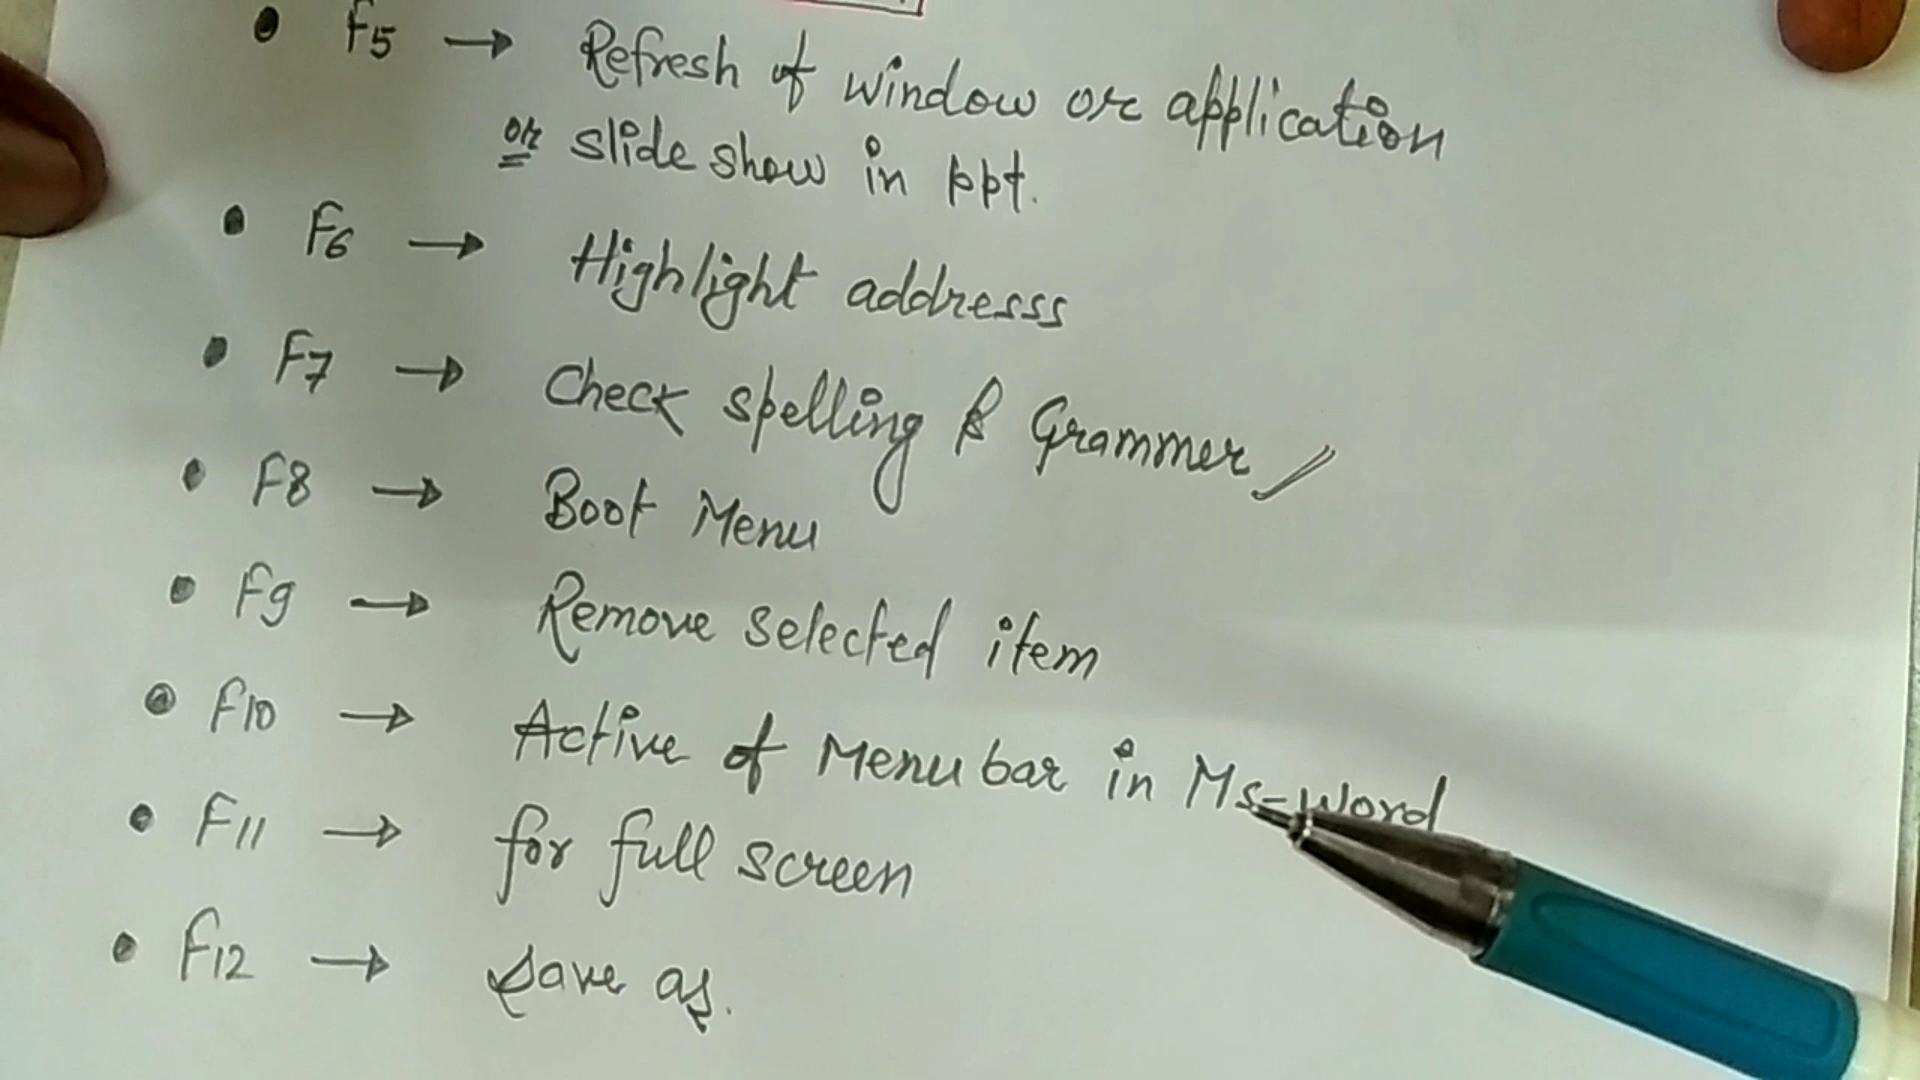 • F5 → Refresh of window or application
or slide show in ppt.
• F6 → Highlight addresss
• F7 → Check spelling & Grammer
• F8 → Boot Menu
• F9 → Remove selected item
• F10 → Active of Menu bar in Ms-Word
• F11 → for full screen
• F12 → Save as.